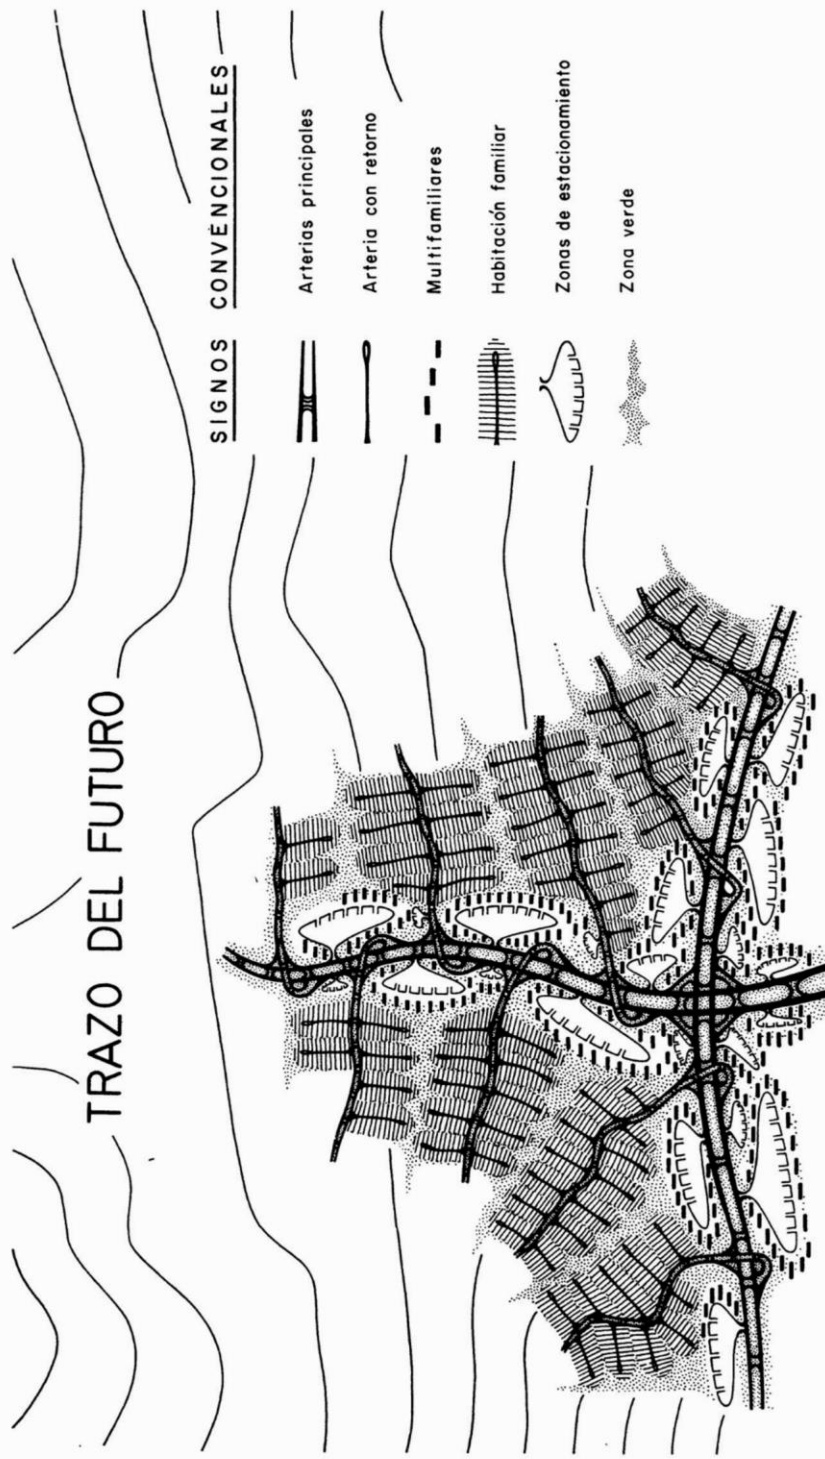 TRAZO DEL FUTURO
SIGNOS CONVENCIONALES
Arterias principales
Arteria con retorno
Multifamiliares
Habitación familiar
Zonas de estacionamiento
Zona verde